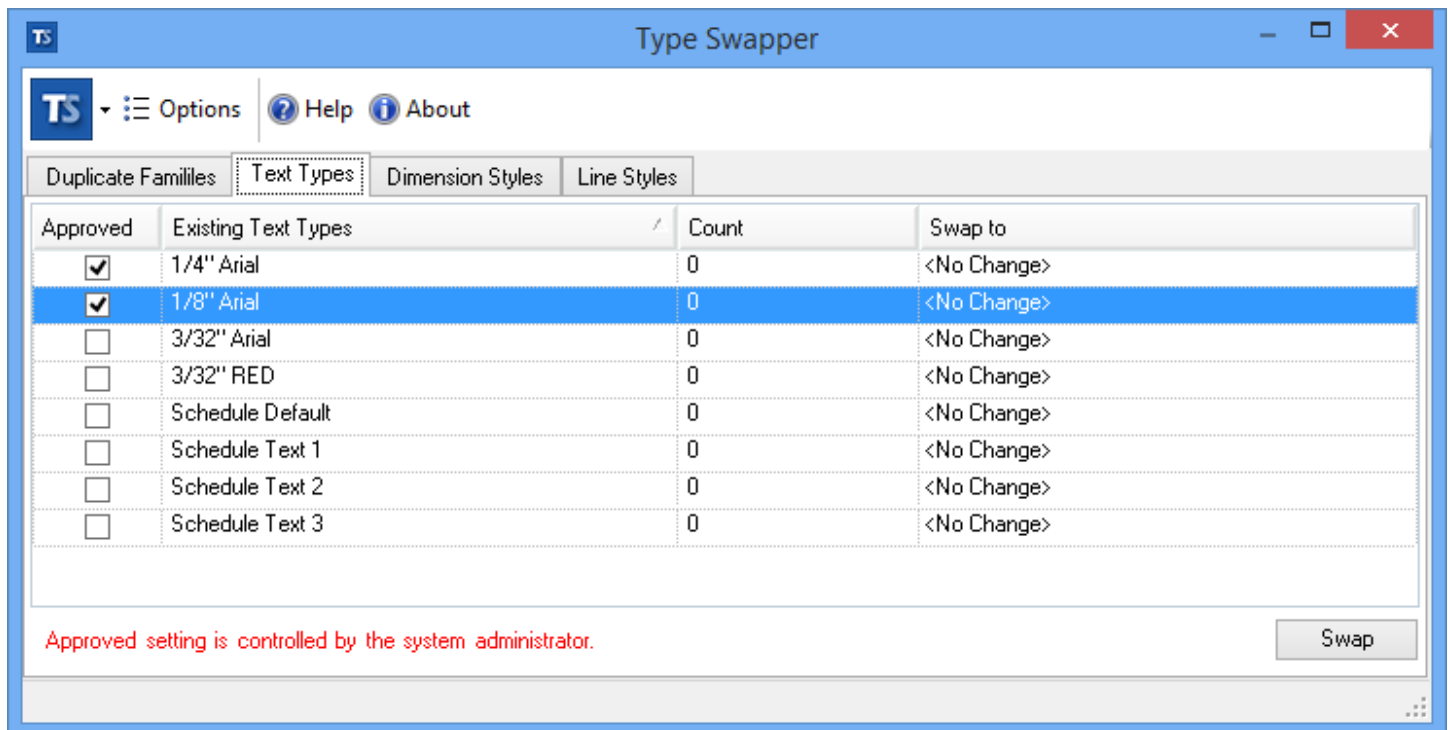 TS Type Swapper
TS Options Help About
Duplicate Famililes Text Types Dimension Styles Line Styles
Approved Existing Text Types Count Swap to
1/4" Arial 0 <No Change>
1/8" Arial 0 <No Change>
3/32" Arial 0 <No Change>
3/32" RED 0 <No Change>
Schedule Default 0 <No Change>
Schedule Text 1 0 <No Change>
Schedule Text 2 0 <No Change>
Schedule Text 3 0 <No Change>
Approved setting is controlled by the system administrator. Swap